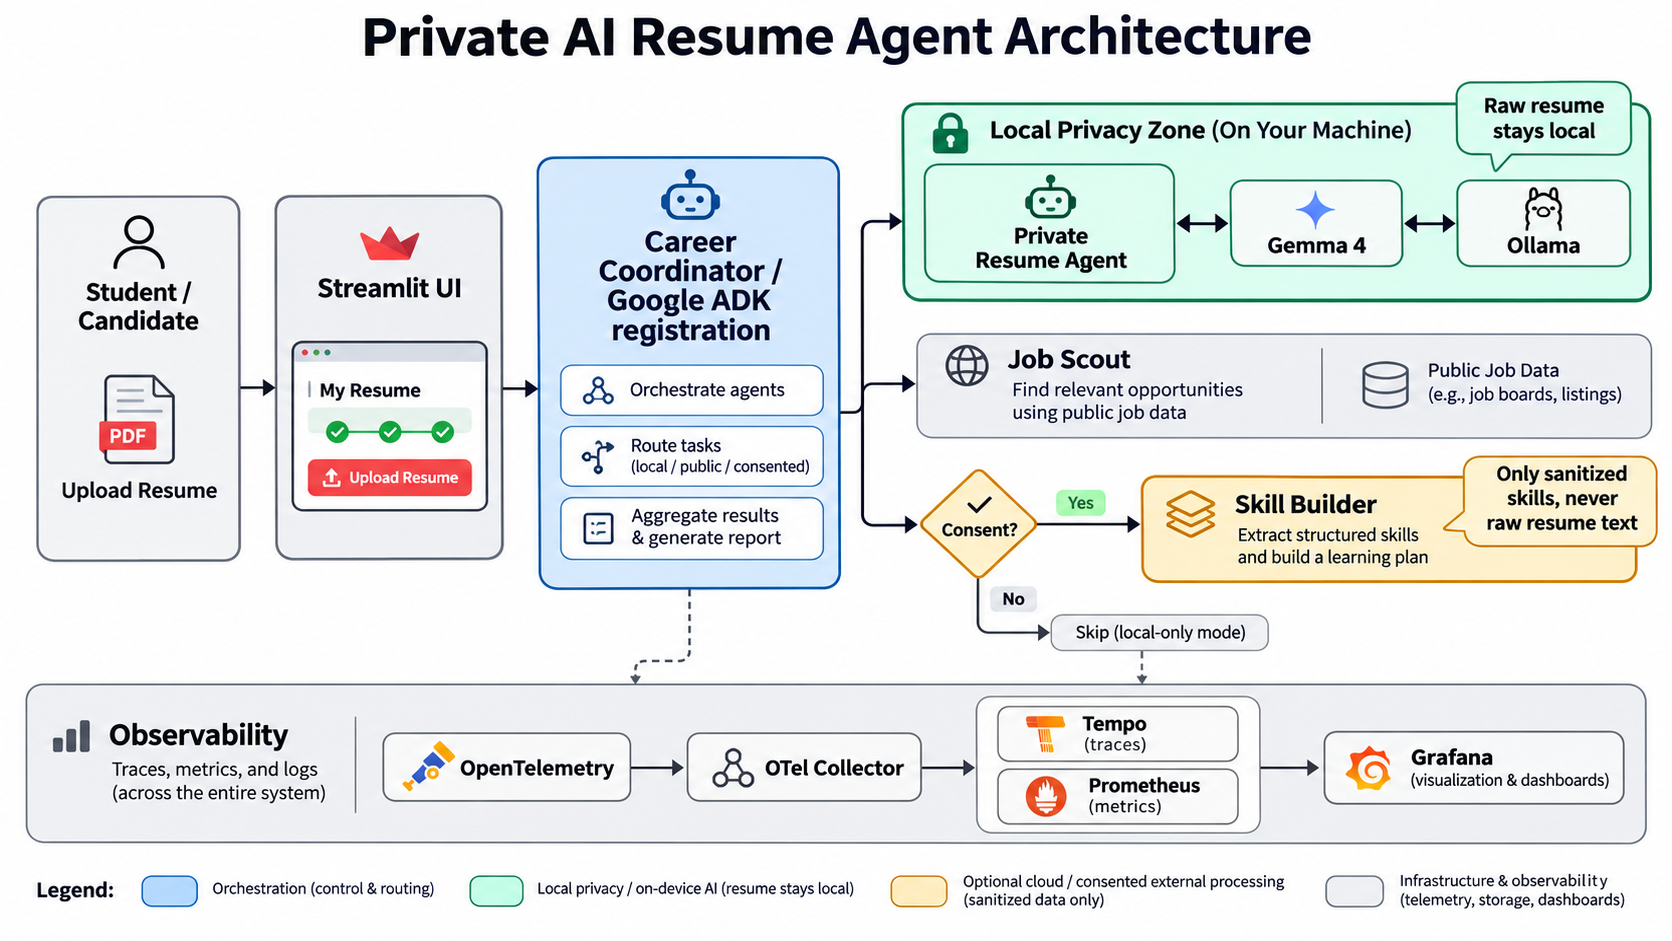 Private AI Resume Agent Architecture
Student /
Candidate
PDF
Upload Resume
Streamlit UI
My Resume
Upload Resume
Career
Coordinator /
Google ADK
registration
Orchestrate agents
Route tasks
(local / public / consented)
Aggregate results
& generate report
Local Privacy Zone (On Your Machine)
Raw resume
stays local
Private
Resume Agent
Gemma 4
Ollama
Job Scout
Find relevant opportunities
using public job data
Public Job Data
(e.g., job boards, listings)
Consent?
Yes
No
Skill Builder
Extract structured skills
and build a learning plan
Only sanitized
skills, never
raw resume text
Skip (local-only mode)
Observability
Traces, metrics, and logs
(across the entire system)
OpenTelemetry
OTel Collector
Tempo
(traces)
Prometheus
(metrics)
Grafana
(visualization & dashboards)
Legend:
Orchestration (control & routing)
Local privacy / on-device AI (resume stays local)
Optional cloud / consented external processing
(sanitized data only)
Infrastructure & observability
(telemetry, storage, dashboards)